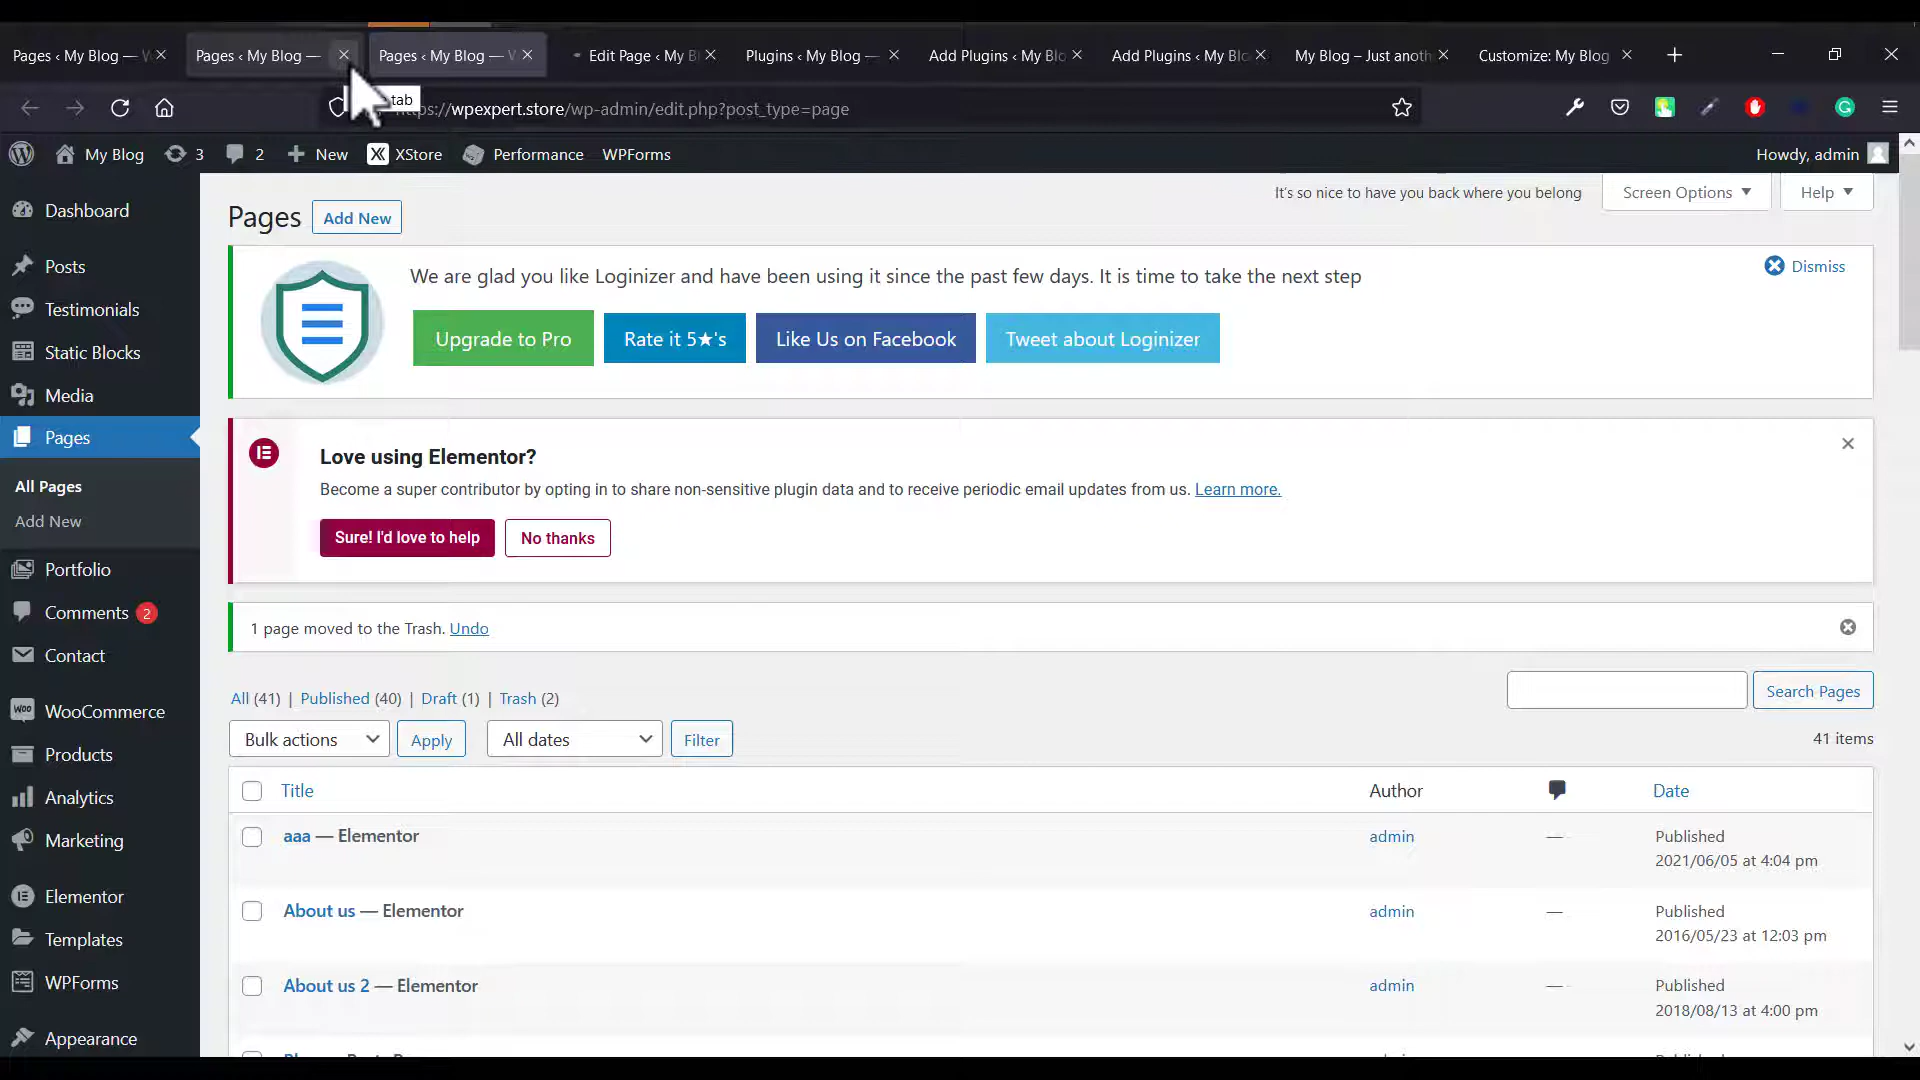 Pages ‹ My Blog —
Pages ‹ My Blog —
Pages ‹ My Blog —
Edit Page ‹ My B
Plugins ‹ My Blog —
Add Plugins ‹ My Blo
Add Plugins ‹ My Blo
My Blog – Just anoth
Customize: My Blog
tab
https://wpexpert.store/wp-admin/edit.php?post_type=page
My Blog 3 2 New XStore Performance WPForms
Howdy, admin
It's so nice to have you back where you belong
Screen Options
Help
Dashboard
Posts
Testimonials
Static Blocks
Media
Pages
All Pages
Add New
Portfolio
Comments 2
Contact
WooCommerce
Products
Analytics
Marketing
Elementor
Templates
WPForms
Appearance
Pages Add New
We are glad you like Loginizer and have been using it since the past few days. It is time to take the next step
Dismiss
Upgrade to Pro
Rate it 5★'s
Like Us on Facebook
Tweet about Loginizer
Love using Elementor?
Become a super contributor by opting in to share non-sensitive plugin data and to receive periodic email updates from us. Learn more.
Sure! I'd love to help
No thanks
1 page moved to the Trash. Undo
All (41) | Published (40) | Draft (1) | Trash (2)
Search Pages
Bulk actions
Apply
All dates
Filter
41 items
Title Author Date
aaa — Elementor admin — Published
2021/06/05 at 4:04 pm
About us — Elementor admin — Published
2016/05/23 at 12:03 pm
About us 2 — Elementor admin — Published
2018/08/13 at 4:00 pm